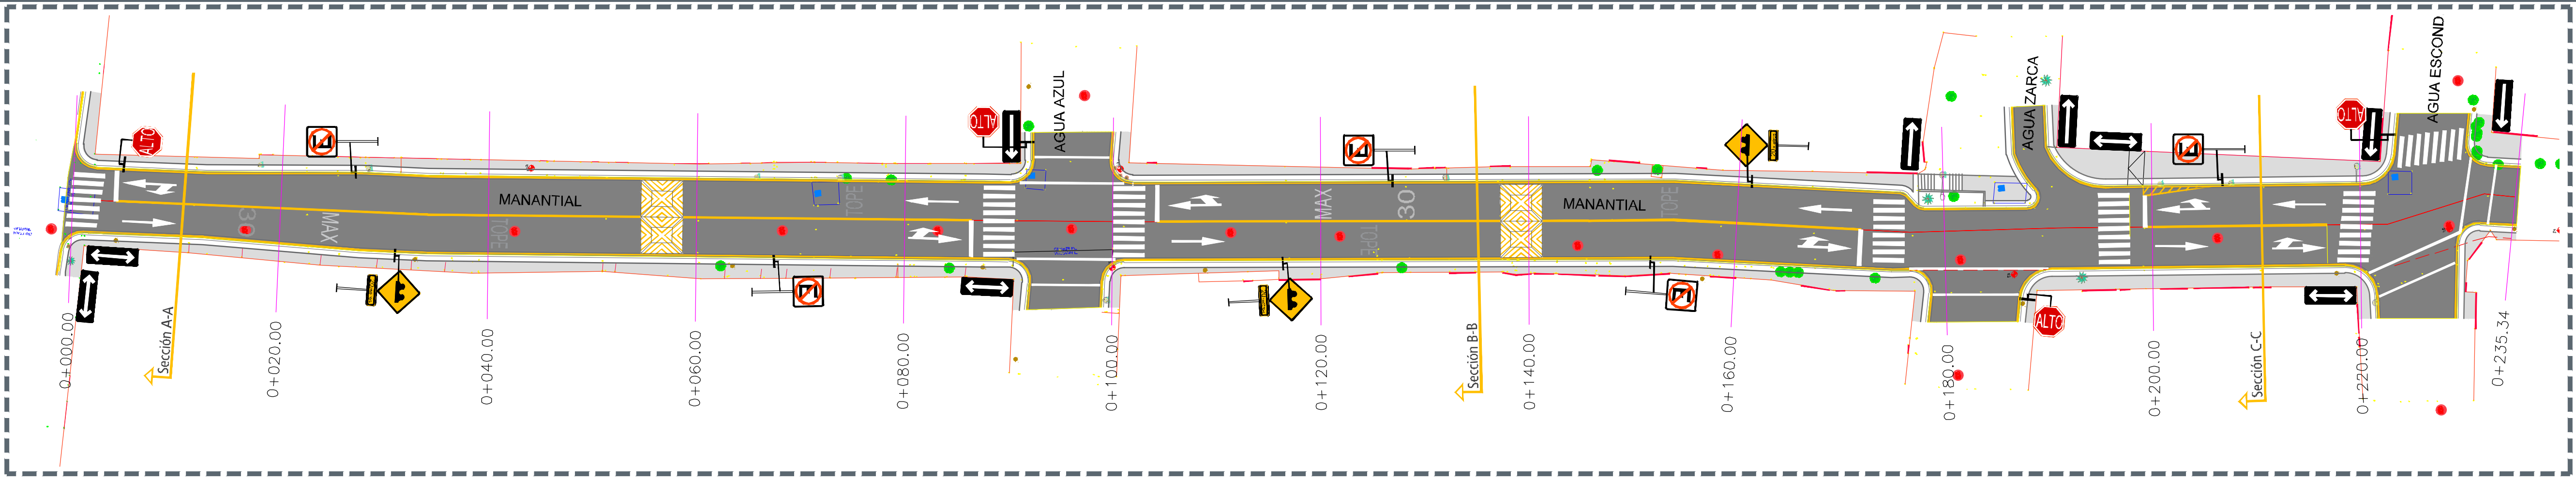 AGUA ESCOND
AGUA AZUL
AGUA ZARCA
ALTO
ALTO
ALTO
E
E
E
MANANTIAL
MANANTIAL
TOPE
MAX
30
TOPE
30
MAX
TOPE
TOPE
E
E
ALTO
Sección A-A
Sección B-B
Sección C-C
0+000.00
0+020.00
0+040.00
0+060.00
0+080.00
0+100.00
0+120.00
0+140.00
0+160.00
0+180.00
0+200.00
0+220.00
0+235.34